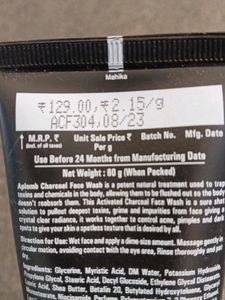 Mahika
₹129.00,₹2.15/g
ACF304,08/23
M.R.P. ₹ Unit Sale Price ₹ Batch No. Mfg. Date
(Incl. of all taxes) Per g
Use Before 24 Months from Manufacturing Date
Net Weight: 60 g (When Packed)
Aplomb Charcoal Face Wash is a potent natural treatment used to trap
toxins and chemicals in the body, allowing them to be flushed out so the body
doesn't reabsorb them. This Activated Charcoal Face Wash is a sure shot
solution to pullout deepest toxins, grime and impurities from face giving a
crystal clear radiance, it works together to control acne, pimples and dark
spots to give your skin a spotless texture that is desired by all.
Direction for Use: Wet face and apply a dime-size amount. Massage gently in
circular motion, avoiding contact with the eye area, Rinse thoroughly and
pat dry.
Ingredients: Glycerine, Myristic Acid, DM Water, Potassium Hydroxide,
Propylene Glycol, Stearic Acid, Decyl Glucoside, Ethylene Glycol
Stearate, Shea Butter, Betaine, Butylated Hydroxytoluene,
Niacinamide